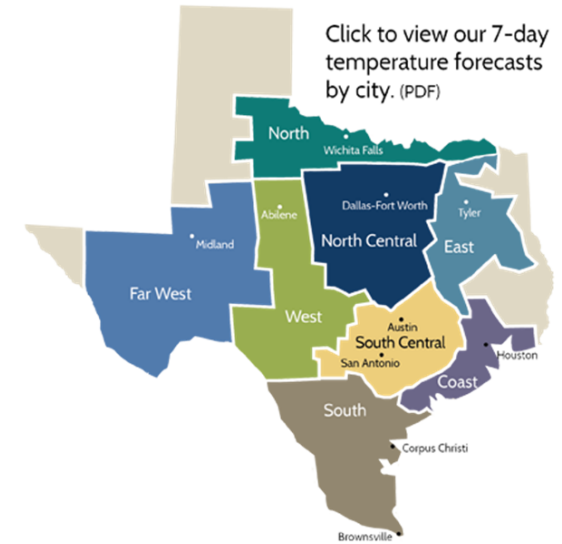 Click to view our 7-day
temperature forecasts
by city. (PDF)
North
Wichita Falls
Dallas-Fort Worth
Abilene
Tyler
Midland
North Central
East
Far West
West
Austin
South Central
San Antonio
Houston
Coast
South
Corpus Christi
Brownsville